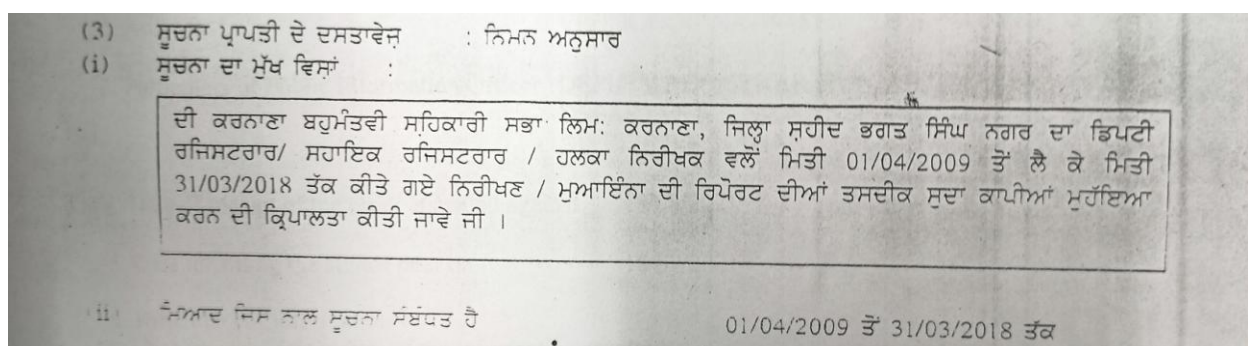 (3) ਸੂਚਨਾ ਪ੍ਰਾਪਤੀ ਦੇ ਦਸਤਾਵੇਜ਼ : ਨਿਮਨ ਅਨੁਸਾਰ
(i) ਸੂਚਨਾ ਦਾ ਮੁੱਖ ਵਿਸ਼ਾਂ :
ਦੀ ਕਰਨਾਣਾ ਬਹੁਮੰਤਵੀ ਸਹਿਕਾਰੀ ਸਭਾ ਲਿਮ: ਕਰਨਾਣਾ, ਜਿਲ੍ਹਾ ਸ਼ਹੀਦ ਭਗਤ ਸਿੰਘ ਨਗਰ ਦਾ ਡਿਪਟੀ
ਰਜਿਸਟਰਾਰ/ ਸਹਾਇਕ ਰਜਿਸਟਰਾਰ / ਹਲਕਾ ਨਿਰੀਖਕ ਵਲੋਂ ਮਿਤੀ 01/04/2009 ਤੋਂ ਲੈ ਕੇ ਮਿਤੀ
31/03/2018 ਤੱਕ ਕੀਤੇ ਗਏ ਨਿਰੀਖਣ / ਮੁਆਇੰਨਾ ਦੀ ਰਿਪੋਰਟ ਦੀਆਂ ਤਸਦੀਕ ਸੁਦਾ ਕਾਪੀਆਂ ਮੁਹੱਇਆ
ਕਰਨ ਦੀ ਕ੍ਰਿਪਾਲਤਾ ਕੀਤੀ ਜਾਵੇ ਜੀ ।
ii ਮਿਆਦ ਜਿਸ ਨਾਲ ਸੂਚਨਾ ਸੰਬੰਧਤ ਹੈ 01/04/2009 ਤੋਂ 31/03/2018 ਤੱਕ